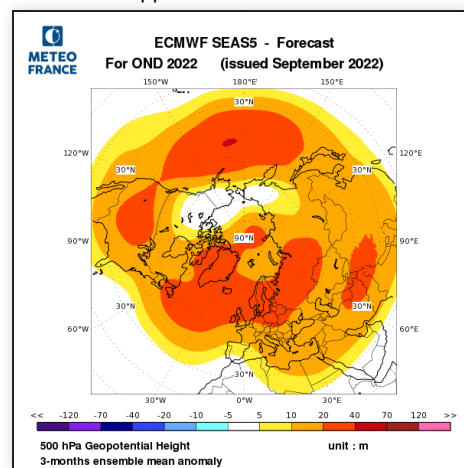 METEO
FRANCE
ECMWF SEAS5 - Forecast
For OND 2022 (issued September 2022)
150°W 180°E 150°E
30°N
120°W 120°E
30°N 30°N
90°W 90°N 90°E
30°N 30°N
60°W 60°E
30°N
30°W 0°W 30°E
<< -120 -70 -40 -20 -10 -5 5 10 20 40 70 120 >>
500 hPa Geopotential Height unit : m
3-months ensemble mean anomaly